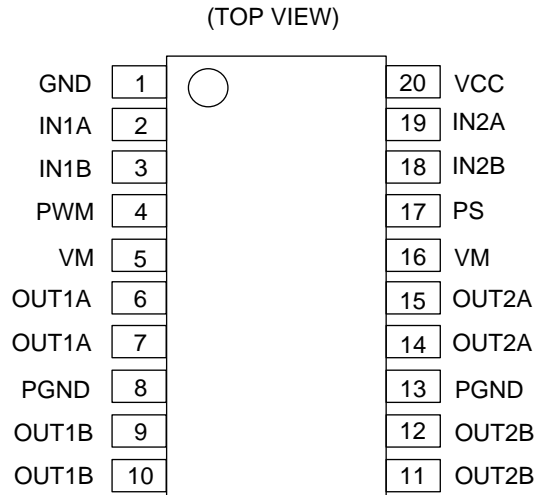 (TOP VIEW)
GND 1 20 VCC
IN1A 2 19 IN2A
IN1B 3 18 IN2B
PWM 4 17 PS
VM 5 16 VM
OUT1A 6 15 OUT2A
OUT1A 7 14 OUT2A
PGND 8 13 PGND
OUT1B 9 12 OUT2B
OUT1B 10 11 OUT2B